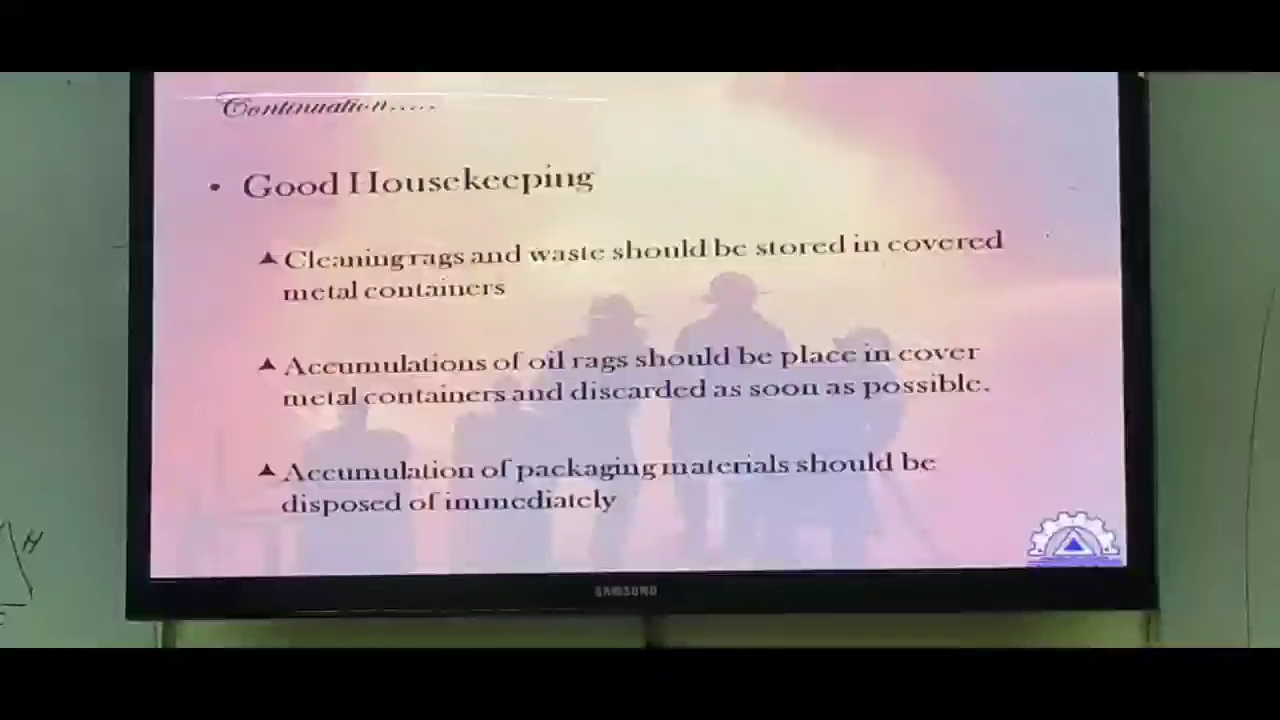 Continuation.....
• Good Housekeeping
Cleaning rags and waste should be stored in covered
metal containers
Accumulations of oil rags should be place in cover
metal containers and discarded as soon as possible.
Accumulation of packaging materials should be
disposed of immediately
SAMSUNG
H